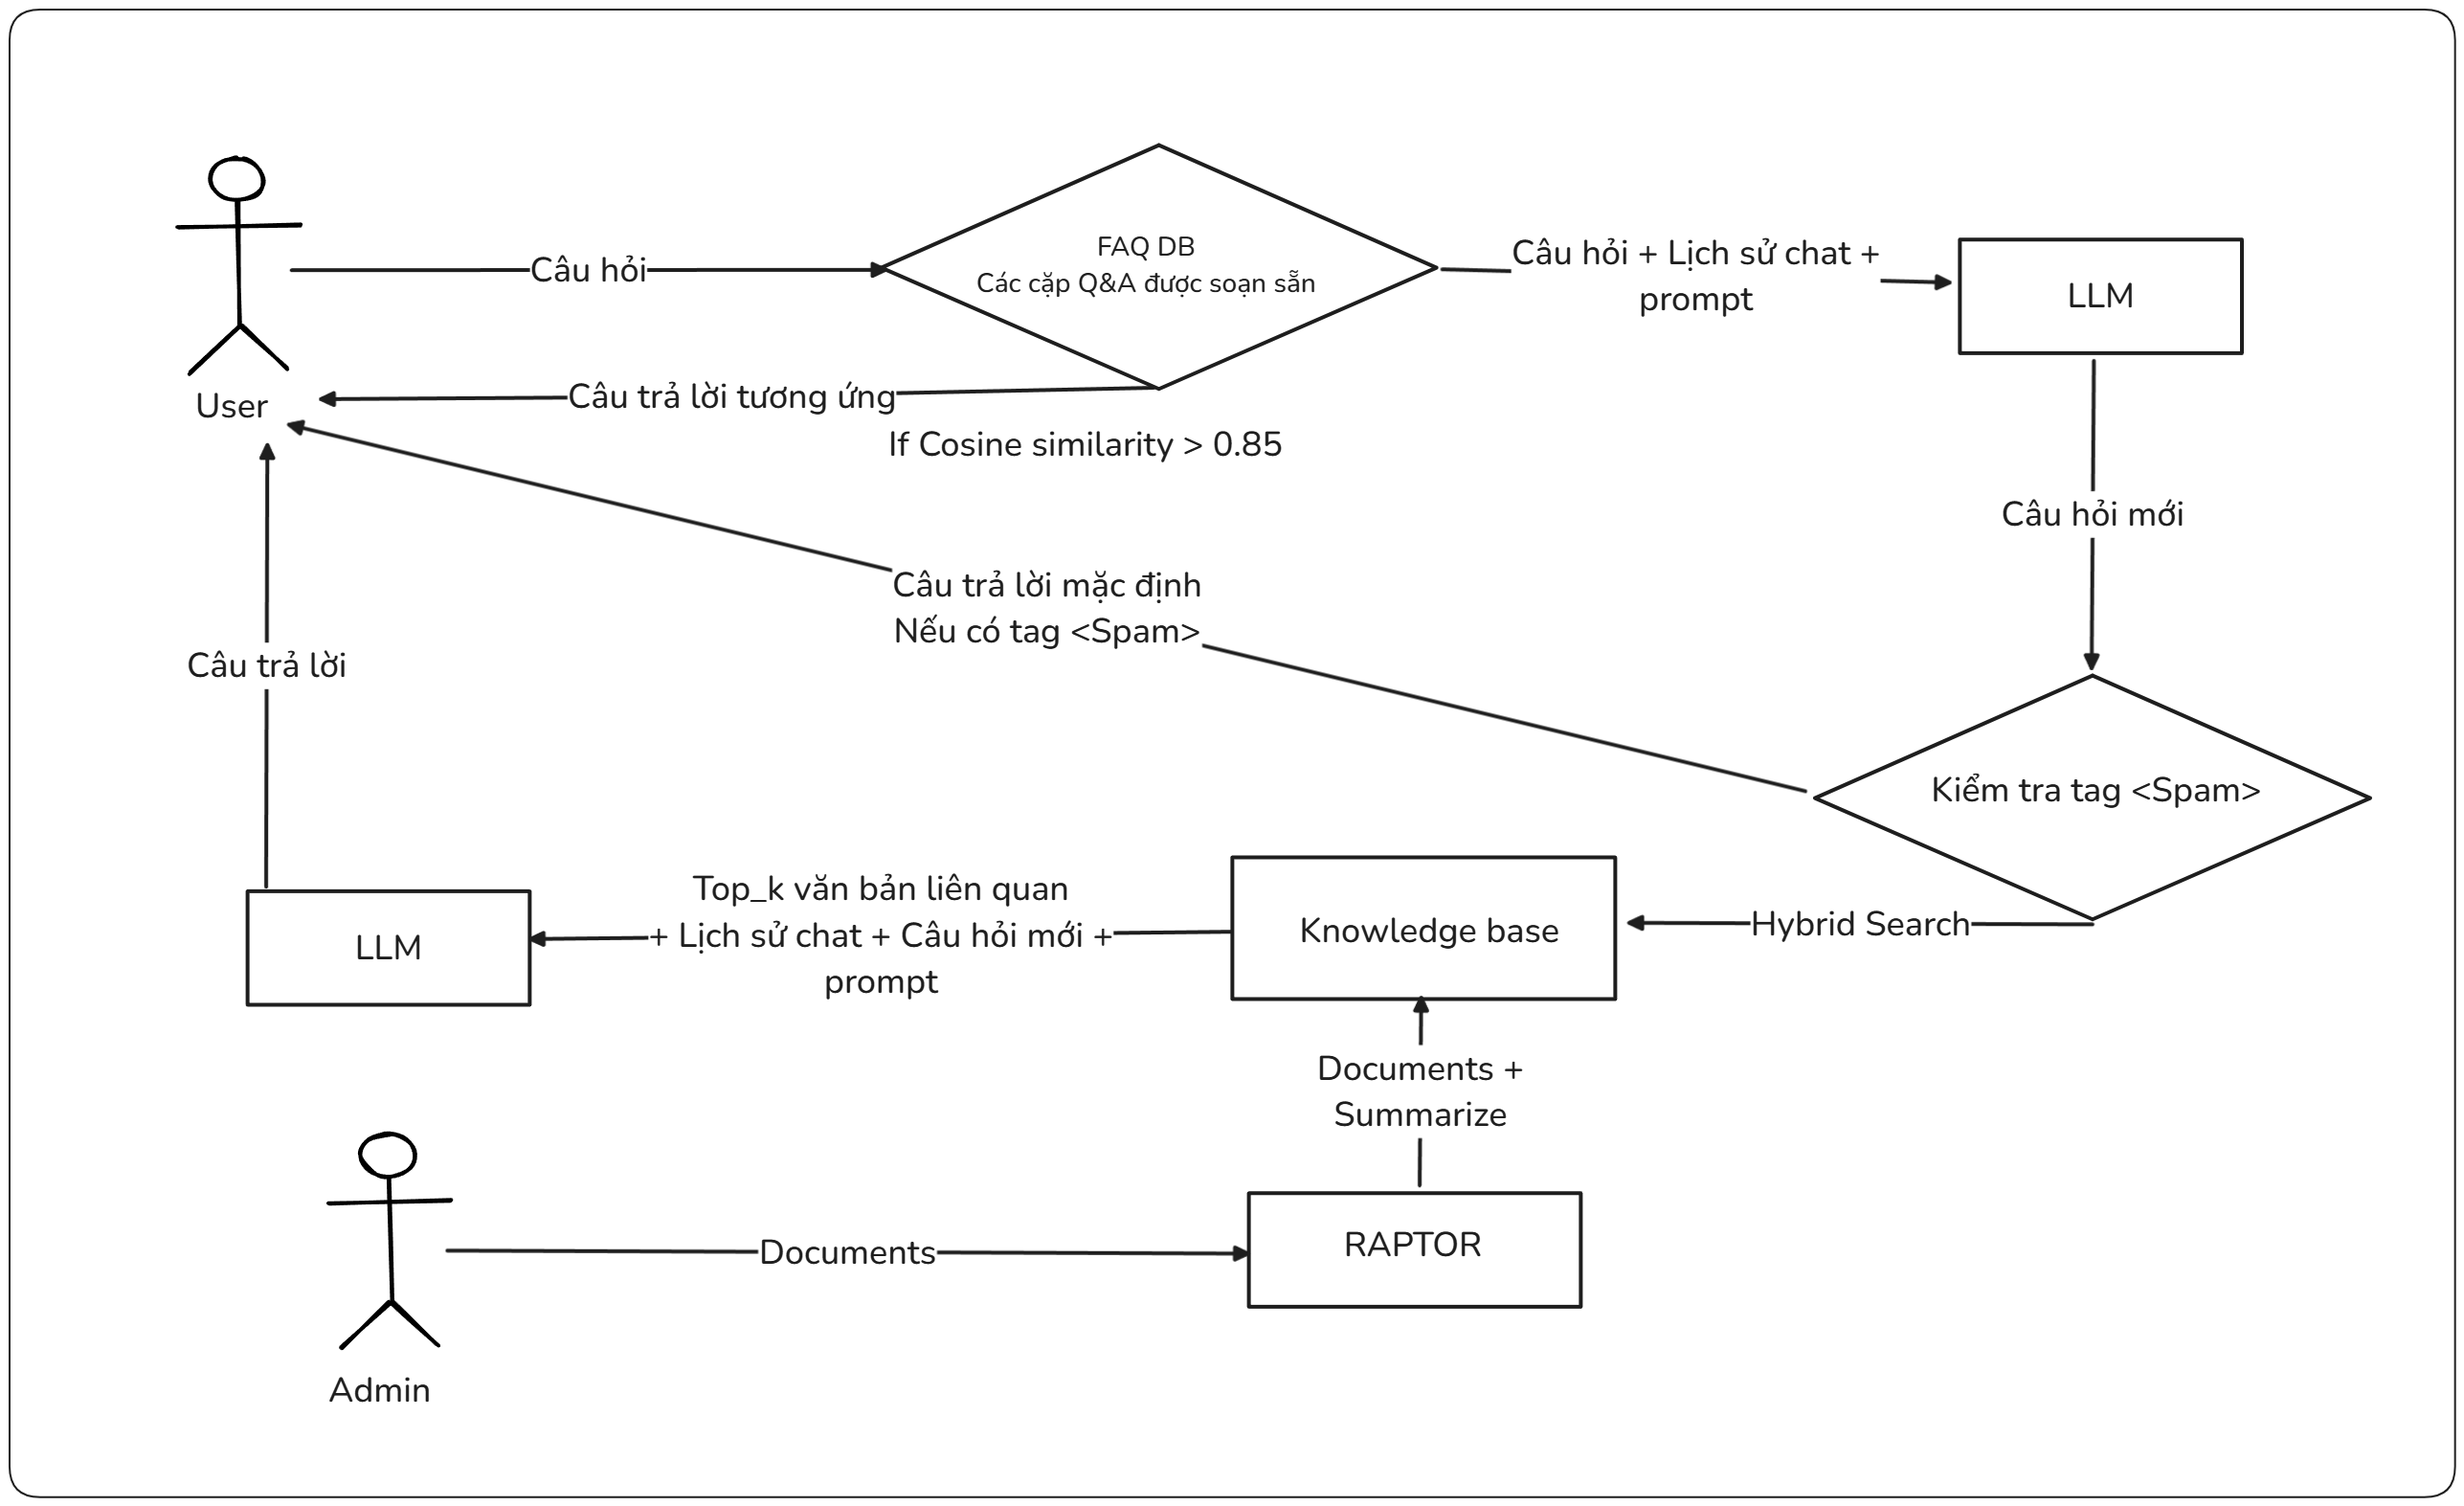 FAQ DB
Các cặp Q&A được soạn sẵn
Câu hỏi
Câu hỏi + Lịch sử chat +
prompt
LLM
User
Câu trả lời tương ứng
If Cosine similarity > 0.85
Câu hỏi mới
Câu trả lời mặc định
Nếu có tag <Spam>
Câu trả lời
Kiểm tra tag <Spam>
Hybrid Search
Knowledge base
Top_k văn bản liên quan
+ Lịch sử chat + Câu hỏi mới +
prompt
LLM
Documents +
Summarize
RAPTOR
Documents
Admin